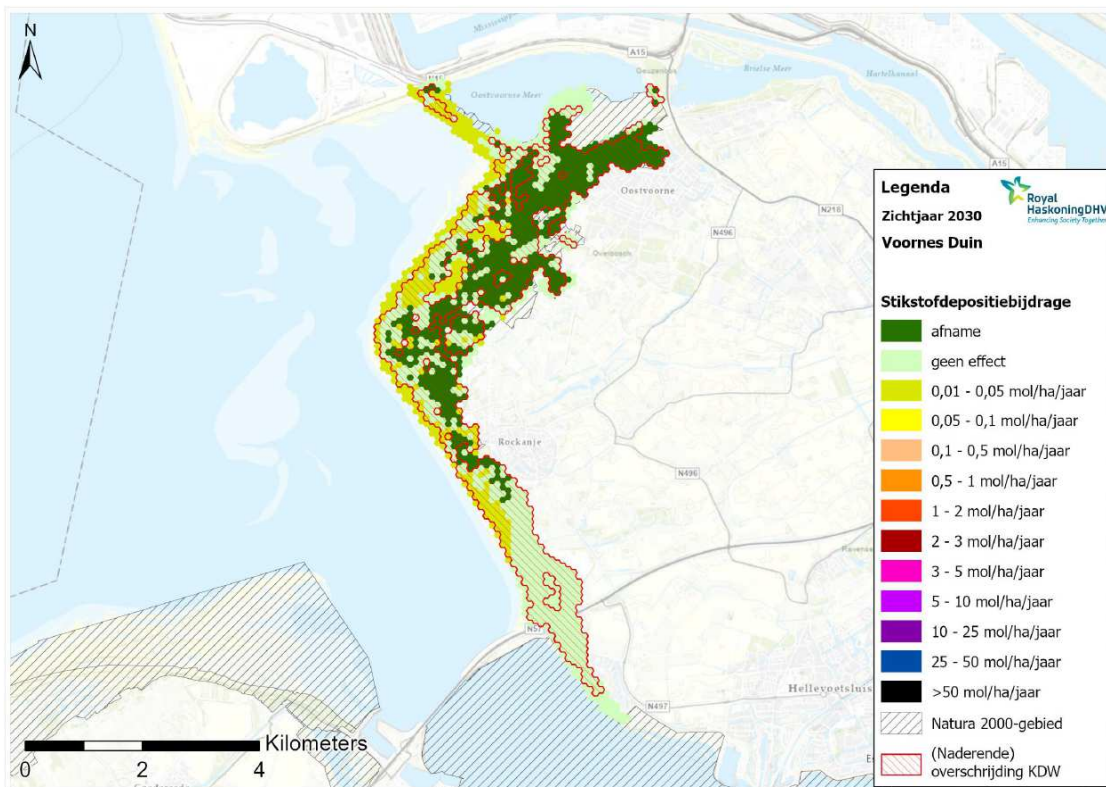 N
A15
Mississippi
Oostvoornse Meer
Brielse Meer
Hartelkanaal
A15
Oostvoorne
N218
N496
Rockanje
N496
N57
Hellevoetsluis
N497
Kilometers
0 2 4
Legenda
Zichtjaar 2030
Voornes Duin
Royal
HaskoningDHV
Enhancing Society Together
Stikstofdepositiebijdrage
afname
geen effect
0,01 - 0,05 mol/ha/jaar
0,05 - 0,1 mol/ha/jaar
0,1 - 0,5 mol/ha/jaar
0,5 - 1 mol/ha/jaar
1 - 2 mol/ha/jaar
2 - 3 mol/ha/jaar
3 - 5 mol/ha/jaar
5 - 10 mol/ha/jaar
10 - 25 mol/ha/jaar
25 - 50 mol/ha/jaar
>50 mol/ha/jaar
Natura 2000-gebied
(Naderende)
overschrijding KDW